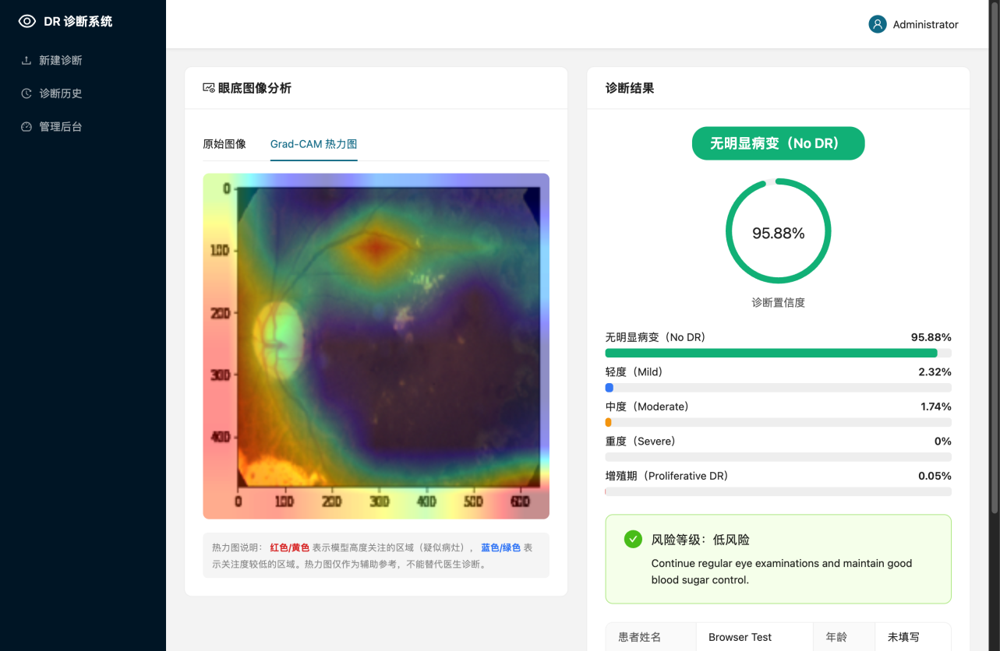 DR 诊断系统
新建诊断
诊断历史
管理后台
Administrator
眼底图像分析
原始图像
Grad-CAM 热力图
0
100
200
300
400
0 100 200 300 400 500 600
热力图说明： 红色/黄色 表示模型高度关注的区域（疑似病灶）， 蓝色/绿色 表
示关注度较低的区域。热力图仅作为辅助参考，不能替代医生诊断。
诊断结果
无明显病变（No DR）
95.88%
诊断置信度
无明显病变（No DR） 95.88%
轻度（Mild） 2.32%
中度（Moderate） 1.74%
重度（Severe） 0%
增殖期（Proliferative DR） 0.05%
风险等级：低风险
Continue regular eye examinations and maintain good
blood sugar control.
患者姓名 Browser Test 年龄 未填写